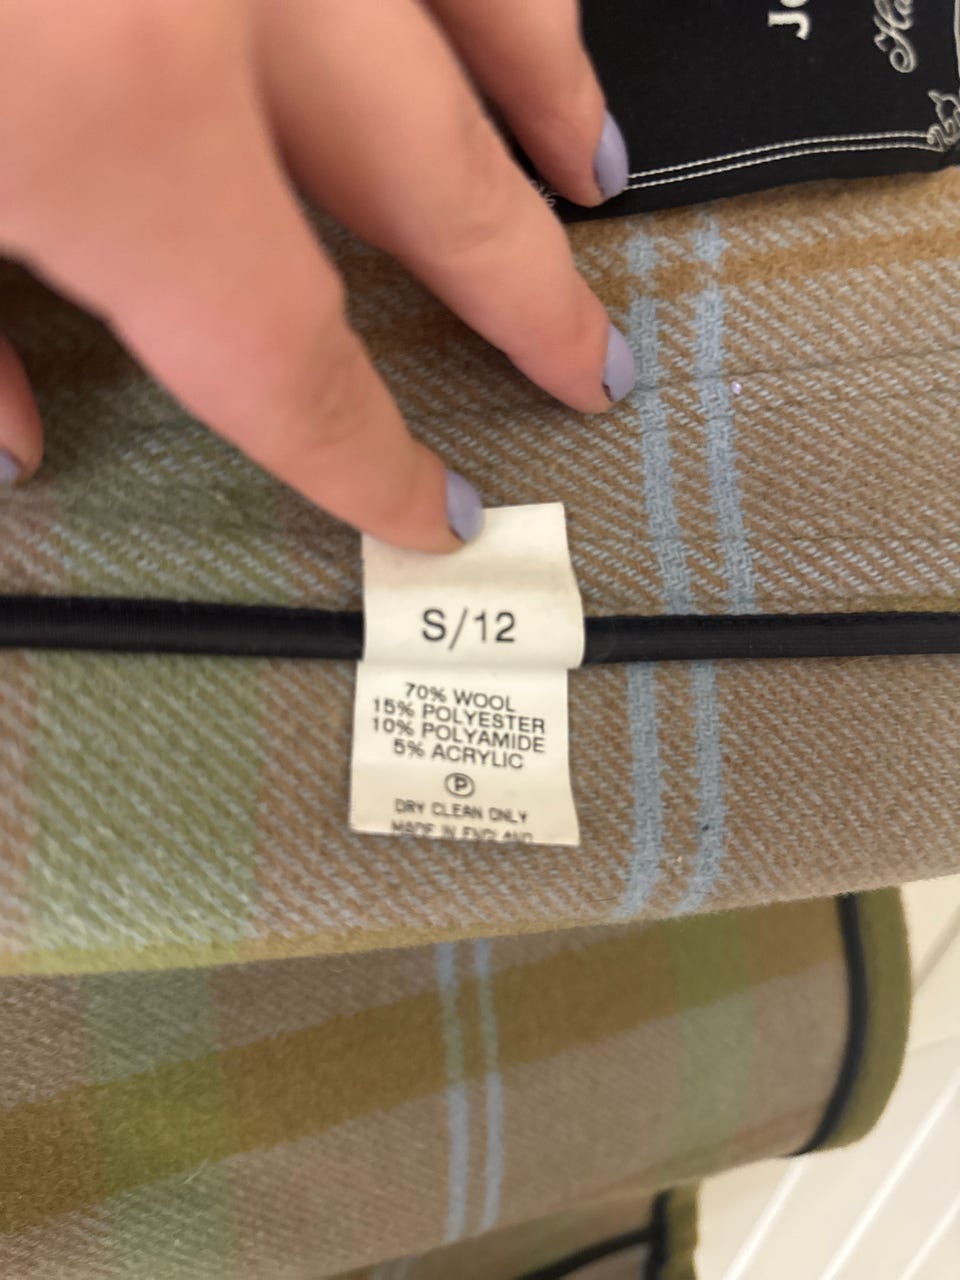 S/12
70% WOOL
15% POLYESTER
10% POLYAMIDE
5% ACRYLIC
P
DRY CLEAN ONLY
MADE IN ENGLAND